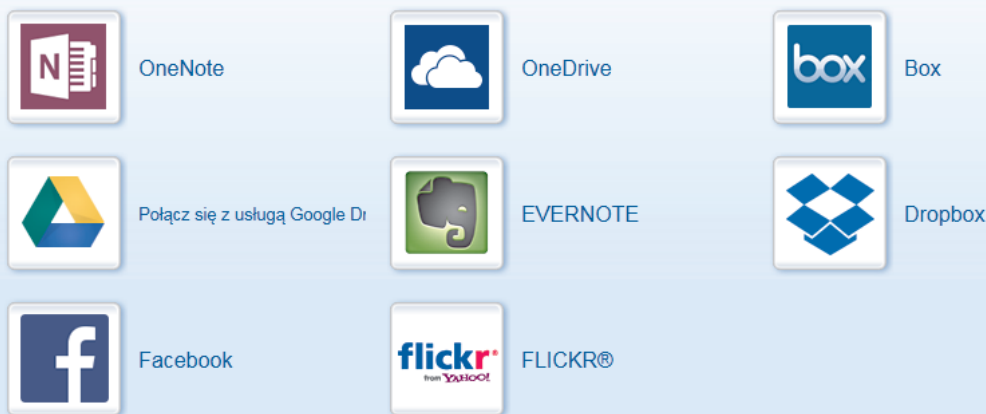 N
OneNote
OneDrive
box
Box
Połącz się z usługą Google Dr
EVERNOTE
Dropbox
f
Facebook
flickr
from YAHOO!
FLICKR®